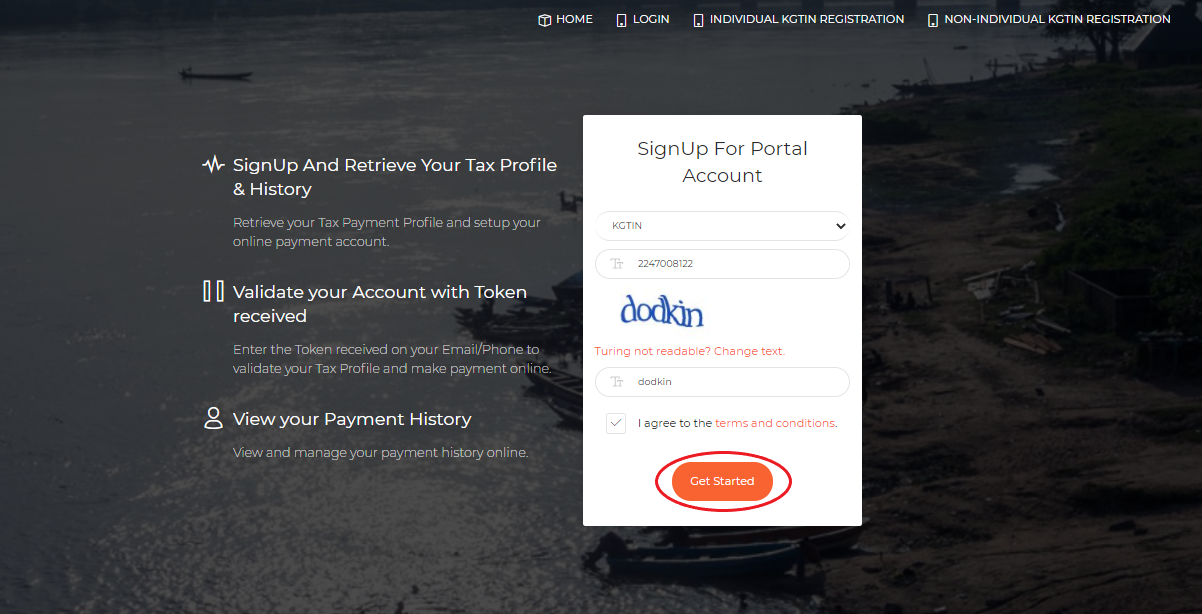 HOME
LOGIN
INDIVIDUAL KGTIN REGISTRATION
NON-INDIVIDUAL KGTIN REGISTRATION
SignUp And Retrieve Your Tax Profile
& History
Retrieve your Tax Payment Profile and setup your
online payment account.
Validate your Account with Token
received
Enter the Token received on your Email/Phone to
validate your Tax Profile and make payment online.
View your Payment History
View and manage your payment history online.
SignUp For Portal
Account
KGTIN
2247008122
dodkin
Turing not readable? Change text.
dodkin
I agree to the terms and conditions.
Get Started